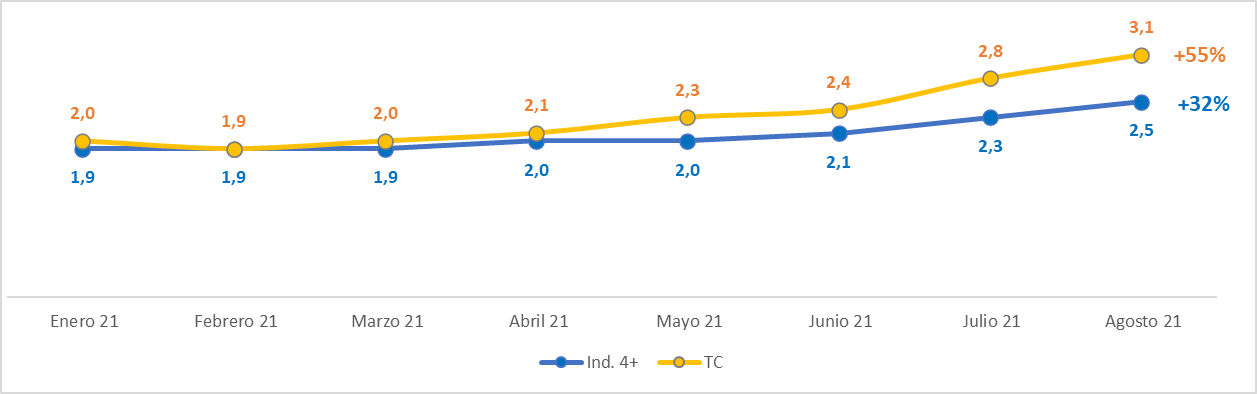 3,1
2,8
+55%
2,4
2,3
2,0
1,9
2,0
2,1
+32%
2,5
2,3
2,1
1,9
1,9
1,9
2,0
2,0
Enero 21
Febrero 21
Marzo 21
Abril 21
Mayo 21
Junio 21
Julio 21
Agosto 21
Ind. 4+
TC